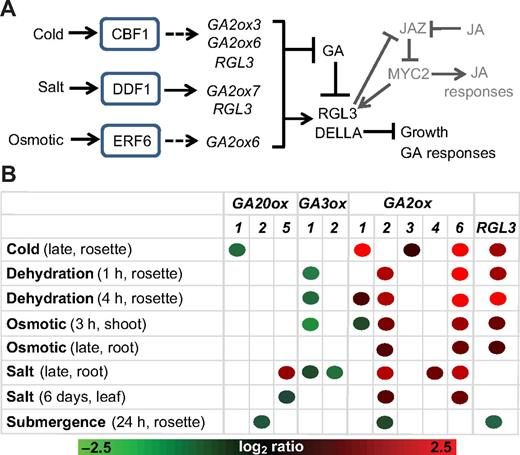 A
Cold CBF1 GA2ox3
GA2ox6
RGL3
Salt DDF1 GA2ox7
RGL3
Osmotic ERF6 GA2ox6
GA
RGL3
DELLA
Growth
GA responses
JAZ JA
MYC2 JA
responses
B
GA20ox GA3ox GA2ox
1 2 5 1 2 1 2 3 4 6 RGL3
Cold (late, rosette)
Dehydration (1 h, rosette)
Dehydration (4 h, rosette)
Osmotic (3 h, shoot)
Osmotic (late, root)
Salt (late, root)
Salt (6 days, leaf)
Submergence (24 h, rosette)
–2.5 log2 ratio 2.5